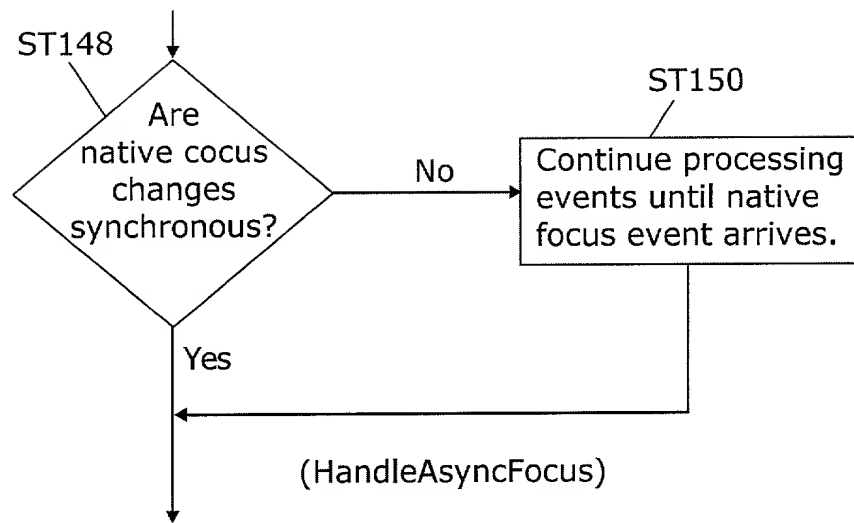 ST148
Are
native cocus
changes
synchronous?
No
Yes
ST150
Continue processing
events until native
focus event arrives.
(HandleAsyncFocus)